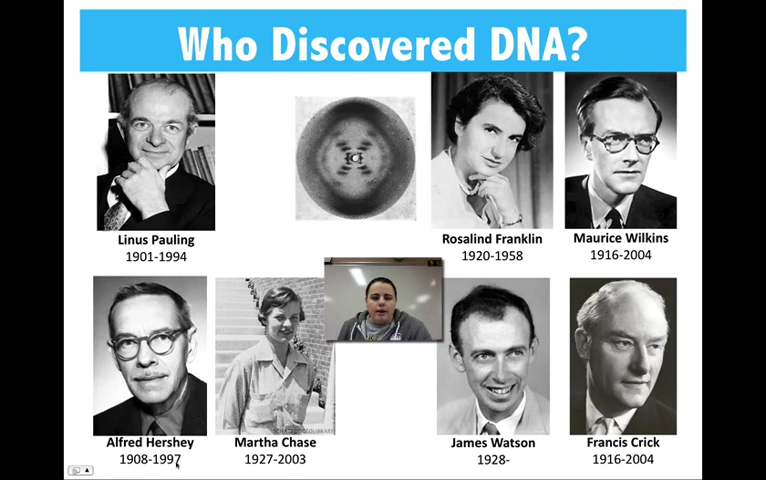 Who Discovered DNA?
Linus Pauling
1901-1994
Rosalind Franklin
1920-1958
Maurice Wilkins
1916-2004
Alfred Hershey
1908-1997
Martha Chase
1927-2003
James Watson
1928-
Francis Crick
1916-2004